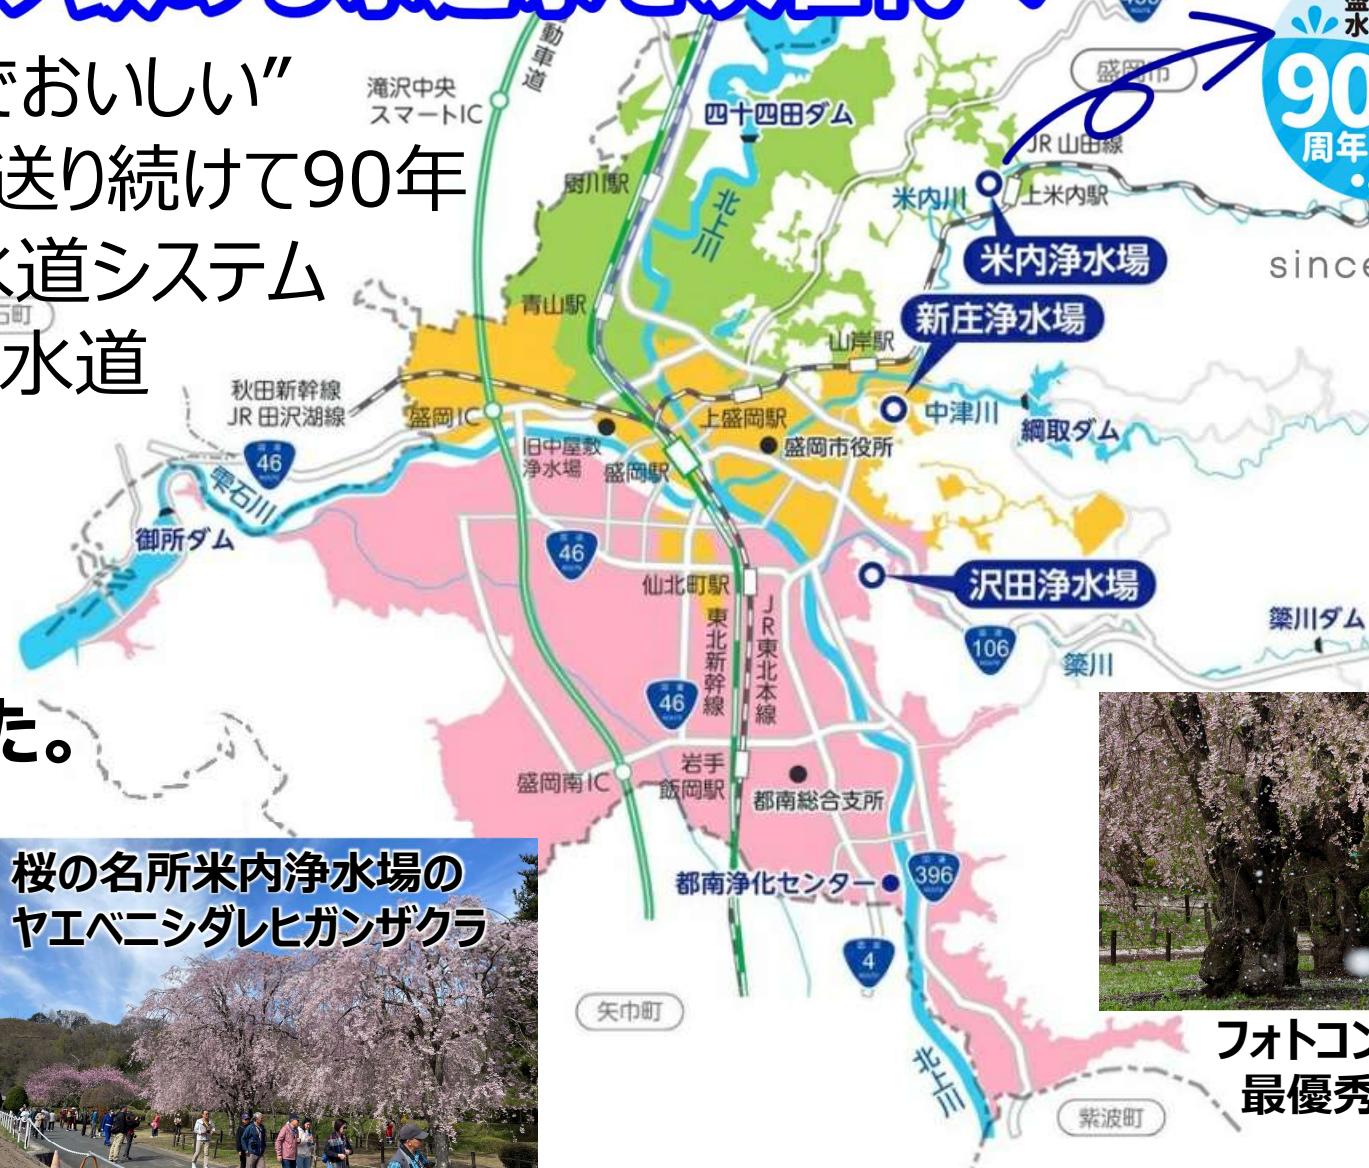 でおいしい”
送り続けて90年
水道システム
水道
た。
動車道
滝沢中央
スマートIC
四十四田ダム
盛岡市
90
周年
since
JR 山田線
厨川駅
北上川
米内川
上米内駅
米内浄水場
新庄浄水場
青山駅
山岸駅
秋田新幹線
JR 田沢湖線
盛岡IC
上盛岡駅
中津川
綱取ダム
旧中屋敷
浄水場
盛岡駅
盛岡市役所
46
雫石川
御所ダム
46
仙北町駅
沢田浄水場
東北新幹線
JR東北本線
106
簗川
簗川ダム
46
盛岡南IC
岩手
飯岡駅
都南総合支所
都南浄化センター
396
4
矢巾町
北上川
紫波町
桜の名所米内浄水場の
ヤエベニシダレヒガンザクラ
フォトコン
最優秀